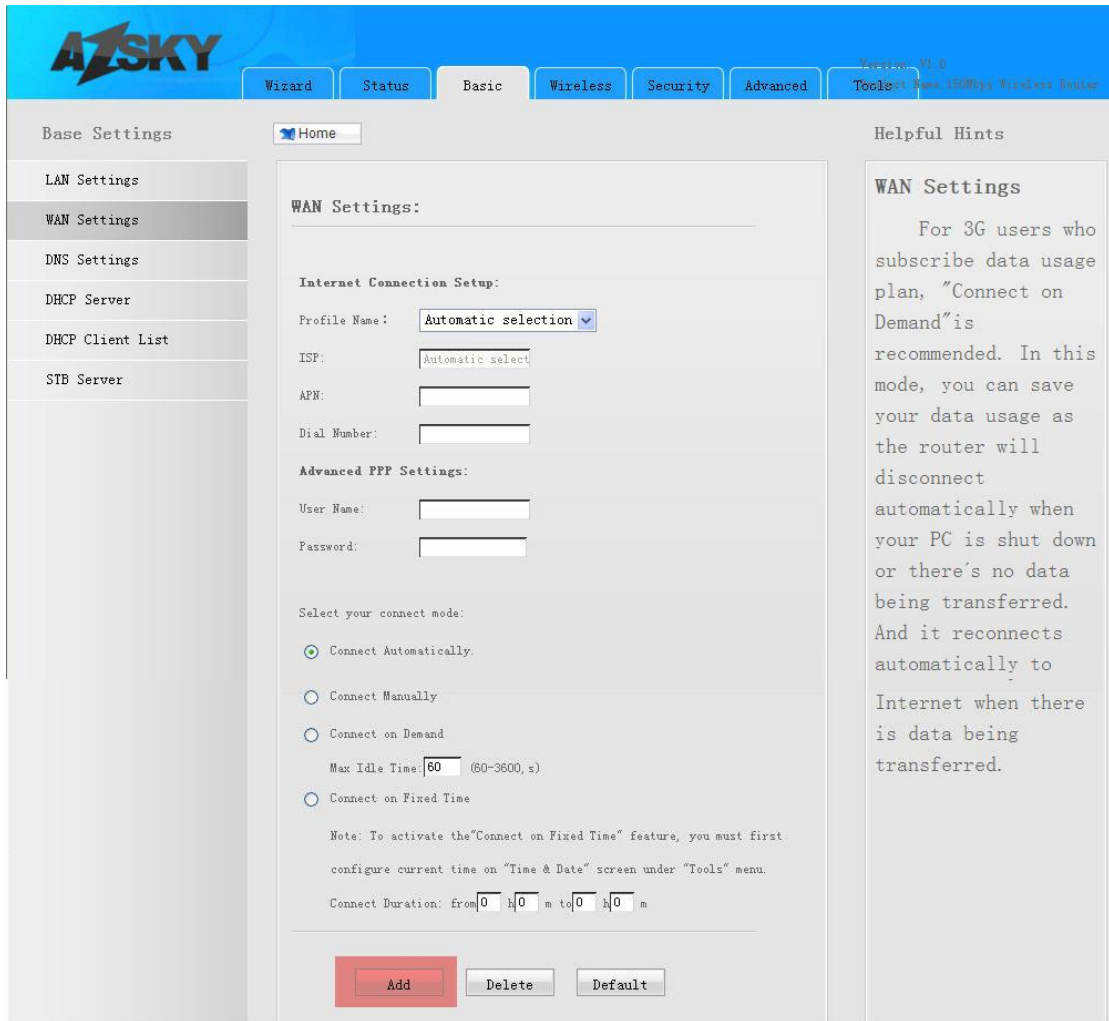 AZSKY
Version V1.0
Wizard Status Basic Wireless Security Advanced Tools
Name:150Mbps Wireless Router
Base Settings
LAN Settings
WAN Settings
DNS Settings
DHCP Server
DHCP Client List
STB Server
Home
WAN Settings:
Internet Connection Setup:
Profile Name: Automatic selection
ISP: Automatic select
APN:
Dial Number:
Advanced PPP Settings:
User Name:
Password:
Select your connect mode:
Connect Automatically.
Connect Manually
Connect on Demand
Max Idle Time: 60 (60-3600,s)
Connect on Fixed Time
Note: To activate the"Connect on Fixed Time" feature, you must first
configure current time on "Time & Date" screen under "Tools" menu.
Connect Duration: from 0 h 0 m to 0 h 0 m
Add Delete Default
Helpful Hints
WAN Settings
For 3G users who
subscribe data usage
plan, "Connect on
Demand"is
recommended. In this
mode, you can save
your data usage as
the router will
disconnect
automatically when
your PC is shut down
or there's no data
being transferred.
And it reconnects
automatically to
Internet when there
is data being
transferred.